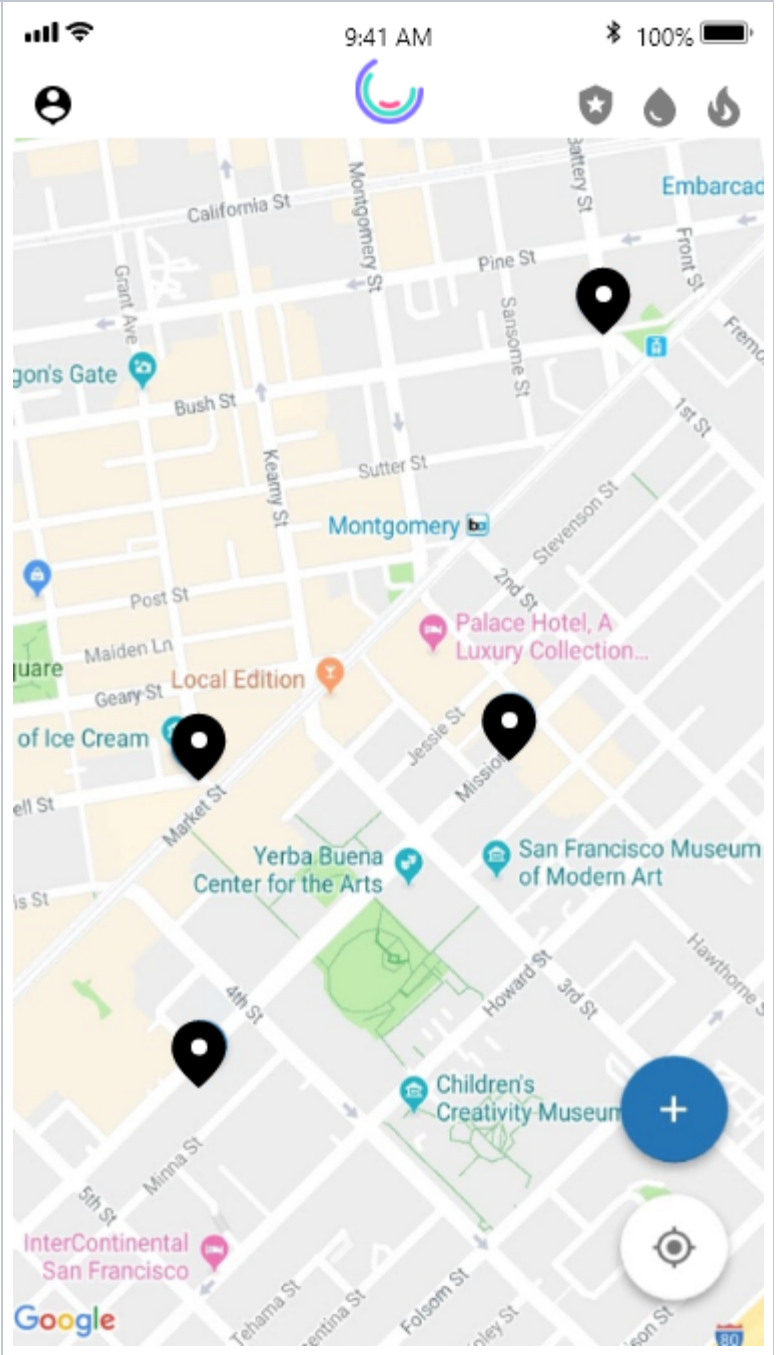 9:41 AM
100%
Battery St
Embarcad
California St
Montgomery St
Front St
Pine St
Grant Ave
Sansome St
Fremo
gon's Gate
Bush St
1st St
Kearny St
Sutter St
Montgomery
Stevenson St
2nd St
Post St
Palace Hotel, A
Luxury Collection...
Maiden Ln
quare
Local Edition
Geary St
of Ice Cream
Jessie St
Mission
ell St
Market St
Yerba Buena
Center for the Arts
San Francisco Museum
of Modern Art
is St
Hawthorne S
Howard St
3rd St
4th St
Children's
Creativity Museum
Minna St
5th St
InterContinental
San Francisco
Folsom St
Tehama St
entina St
son St
Google
80